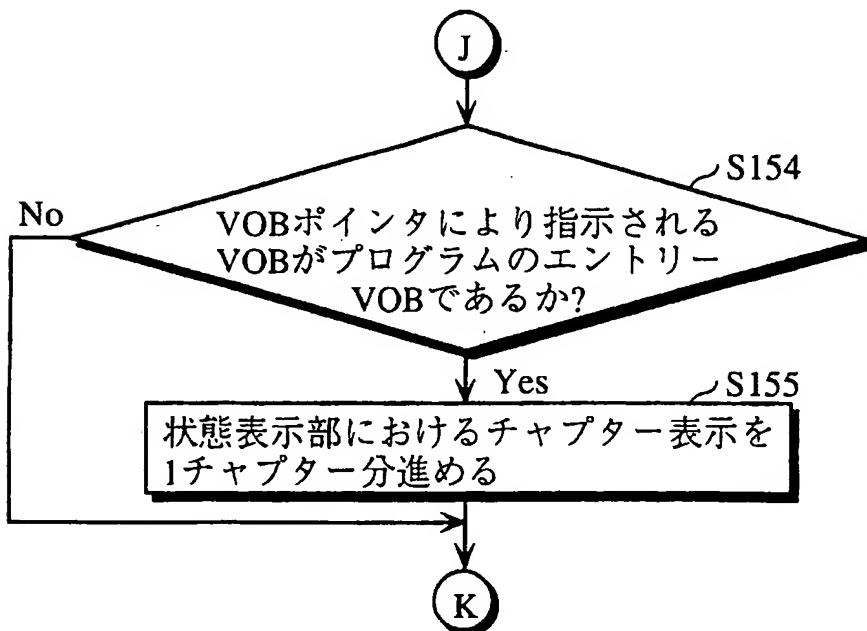 J
S154
No
VOBポインタにより指示される
VOBがプログラムのエントリー
VOBであるか?
Yes
S155
状態表示部におけるチャプター表示を
1チャプター分進める
K